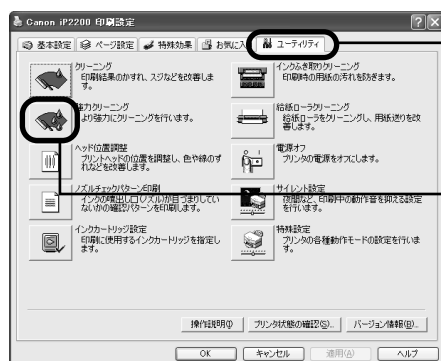 Canon iP2200 印刷設定
基本設定 ページ設定 特殊効果 お気に入 ユーティリティ
クリーニング
印刷結果のかすれ、スジなどを改善しま
す。
インクふき取りクリーニング
印刷時の用紙の汚れを防ぎます。
強力クリーニング
より強力にクリーニングを行います。
給紙ローラクリーニング
給紙ローラをクリーニングし、用紙送りを改
善します。
ヘッド位置調整
プリントヘッドの位置を調整し、色や線のず
れなどを改善します。
電源オフ
プリンタの電源をオフにします。
ノズルチェックパターン印刷
インクの噴出し口(ノズル)が目づまりしてい
ないかの確認パターンを印刷します。
サイレント設定
夜間など、印刷中の動作音を抑える設定
を行います。
インクカートリッジ設定
印刷に使用するインクカートリッジを指定し
ます。
特殊設定
プリンタの各種動作モードの設定を行いま
す。
操作説明(I) プリンタ状態の確認(S)... バージョン情報(B)...
OK キャンセル 適用(A) ヘルプ